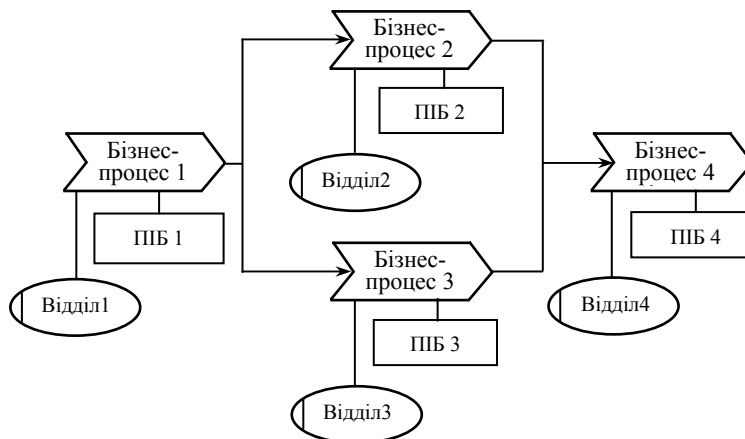 Бізнес-
процес 2
ПІБ 2
Відділ2
Бізнес-
процес 1
ПІБ 1
Відділ1
Бізнес-
процес 3
ПІБ 3
Відділ3
Бізнес-
процес 4
ПІБ 4
Відділ4